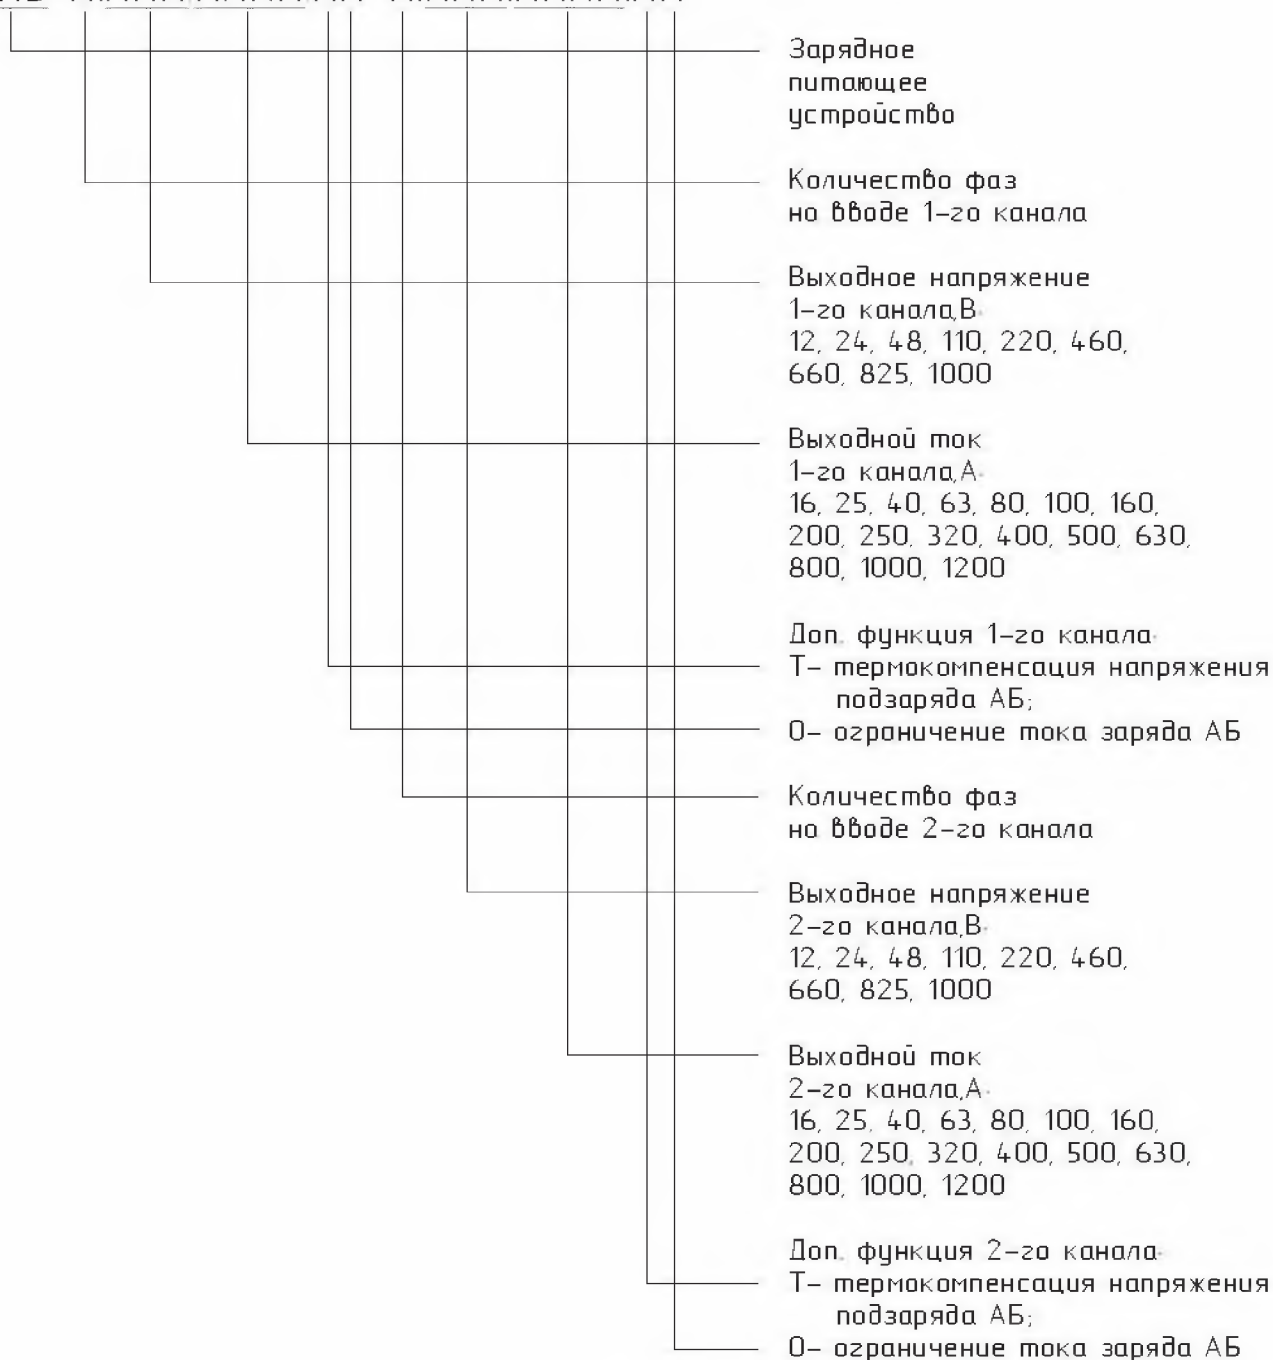 Зарядное
питающее
устройство
Количество фаз
на вводе 1-го канала
Выходное напряжение
1-го канала,В
12, 24, 48, 110, 220, 460,
660, 825, 1000
Выходной ток
1-го канала,А
16, 25, 40, 63, 80, 100, 160,
200, 250, 320, 400, 500, 630,
800, 1000, 1200
Доп. функция 1-го канала
Т- термокомпенсация напряжения
подзаряда АБ;
О- ограничение тока заряда АБ
Количество фаз
на вводе 2-го канала
Выходное напряжение
2-го канала,В
12, 24, 48, 110, 220, 460,
660, 825, 1000
Выходной ток
2-го канала,А
16, 25, 40, 63, 80, 100, 160,
200, 250, 320, 400, 500, 630,
800, 1000, 1200
Доп. функция 2-го канала
Т- термокомпенсация напряжения
подзаряда АБ;
О- ограничение тока заряда АБ